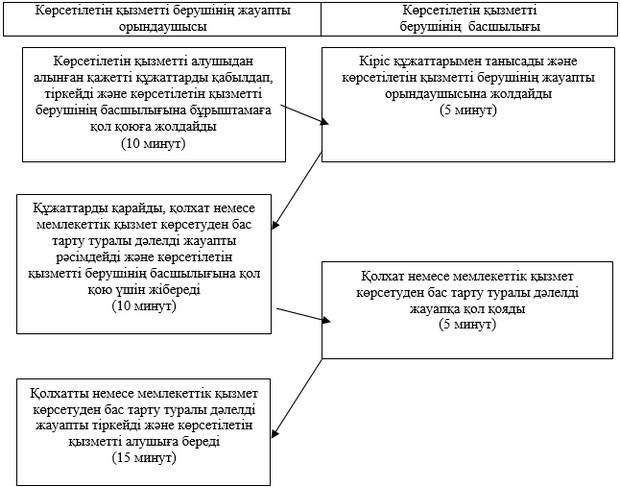 Көрсетілетін қызметті берушінің жауапты
орындаушысы
Көрсетілетін қызметті
берушінің басшылығы
Көрсетілетін қызметті алушыдан
алынған қажетті құжаттарды қабылдап,
тіркейді және көрсетілетін қызметті
берушінің басшылығына бұрыштамаға
қол қоюға жолдайды
(10 минут)
Кіріс құжаттарымен танысады және
көрсетілетін қызметті берушінің жауапты
орындаушысына жолдайды
(5 минут)
Құжаттарды қарайды, қолхат немесе
мемлекеттік қызмет көрсетуден бас
тарту туралы дәлелді жауапты
рәсімдейді және көрсетілетін
қызметті берушінің басшылығына қол
қою үшін жібереді
(10 минут)
Қолхат немесе мемлекеттік қызмет
көрсетуден бас тарту туралы дәлелді
жауапқа қол қояды
(5 минут)
Қолхатты немесе мемлекеттік қызмет
көрсетуден бас тарту туралы дәлелді
жауапты тіркейді және көрсетілетін
қызметті алушыға береді
(15 минут)